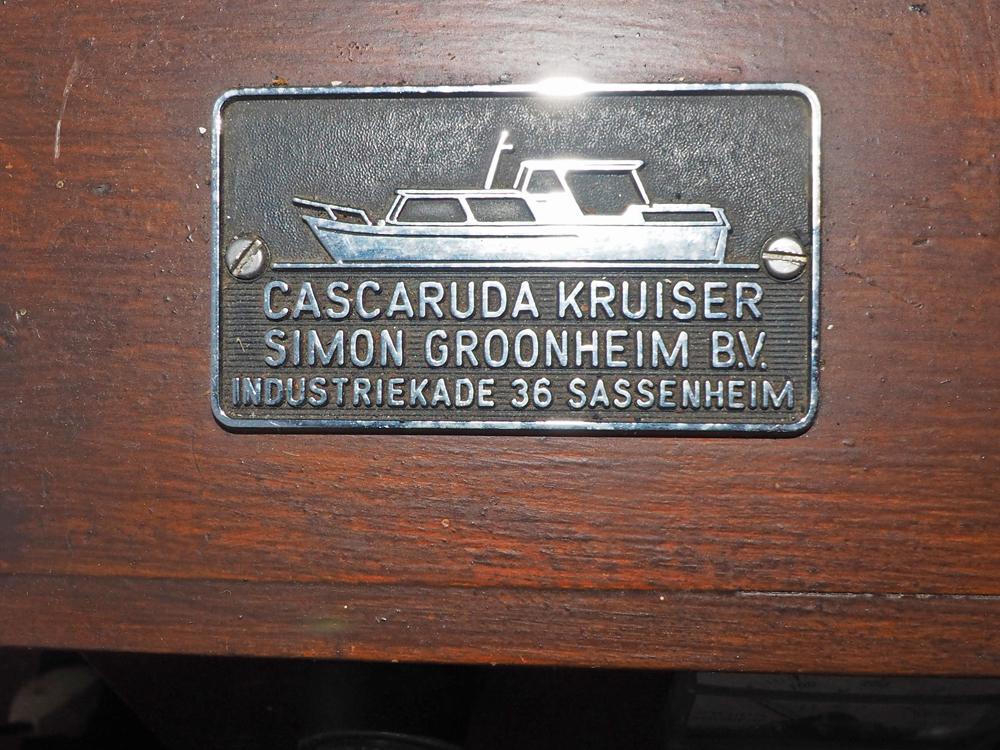 CASCARUDA KRUISER
SIMON GROONHEIM B.V.
INDUSTRIEKADE 36 SASSENHEIM